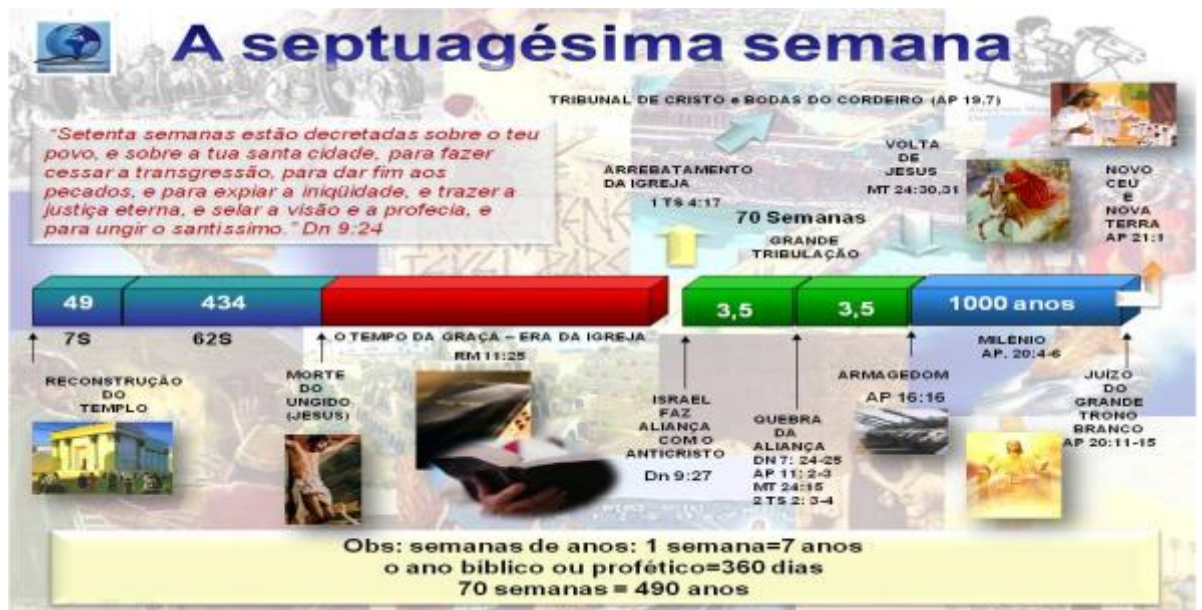 A septuagésima semana
"Setenta semanas estão decretadas sobre o teu
povo, e sobre a tua santa cidade, para fazer
cessar a transgressão, para dar fim aos
pecados, e para expiar a iniqüidade, e trazer a
justiça eterna, e selar a visão e a profecia, e
para ungir o santíssimo." Dn 9:24
TRIBUNAL DE CRISTO e BODAS DO CORDEIRO (AP 19.7)
ARREBATAMENTO
DA IGREJA
1 TS 4:17
70 Semanas
GRANDE
TRIBULAÇÃO
VOLTA
DE
JESUS
MT 24:30,31
NOVO
CEU
E
NOVA
TERRA
AP 21:1
49
434
3,5
3,5
1000 anos
7S
62S
O TEMPO DA GRAÇA – ERA DA IGREJA
RM 11:25
MILÊNIO
AP. 20:4-6
RECONSTRUÇÃO
DO
TEMPLO
MORTE
DO
UNGIDO
(JESUS)
ISRAEL
FAZ
ALIANÇA
COM O
ANTICRISTO
Dn 9:27
QUEBRA
DA
ALIANÇA
DN 7: 24-25
AP 11: 2-3
MT 24:15
2 TS 2: 3-4
ARMAGEDOM
AP 16:16
JUÍZO
DO
GRANDE
TRONO
BRANCO
AP 20:11-15
Obs: semanas de anos: 1 semana=7 anos
o ano bíblico ou profético=360 dias
70 semanas = 490 anos